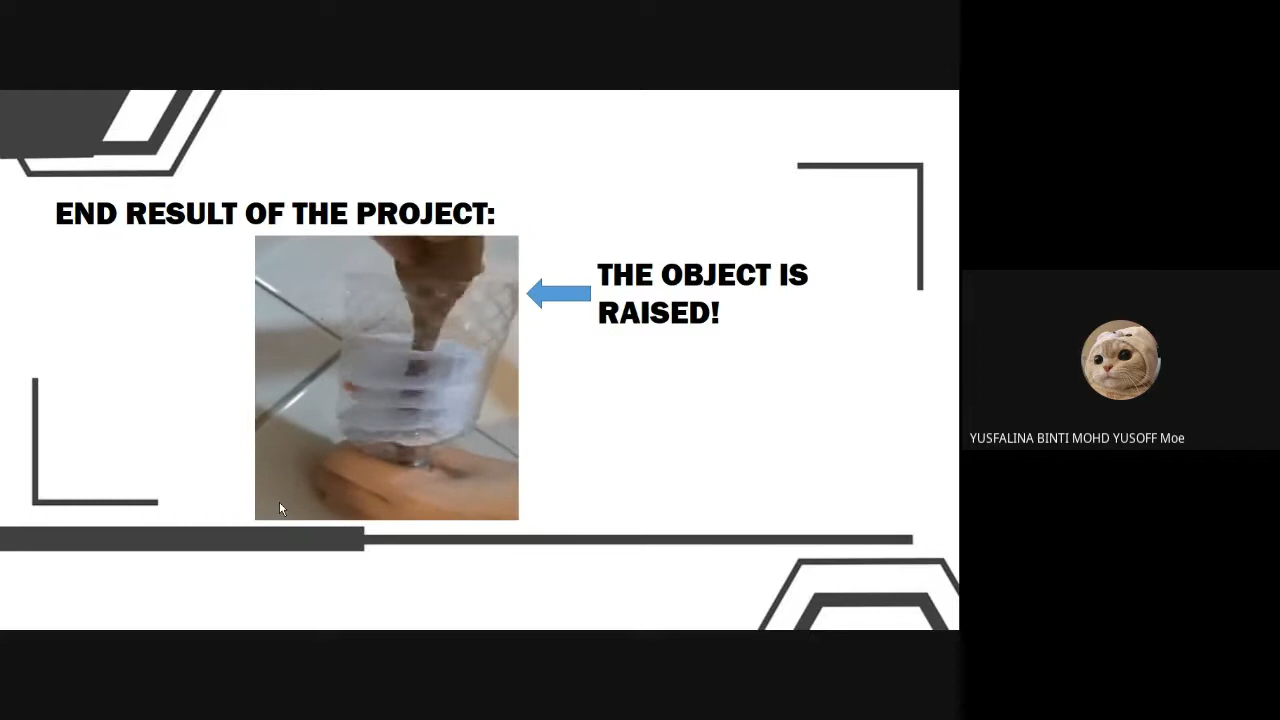 END RESULT OF THE PROJECT:
THE OBJECT IS
RAISED!
YUSFALINA BINTI MOHD YUSOFF Moe